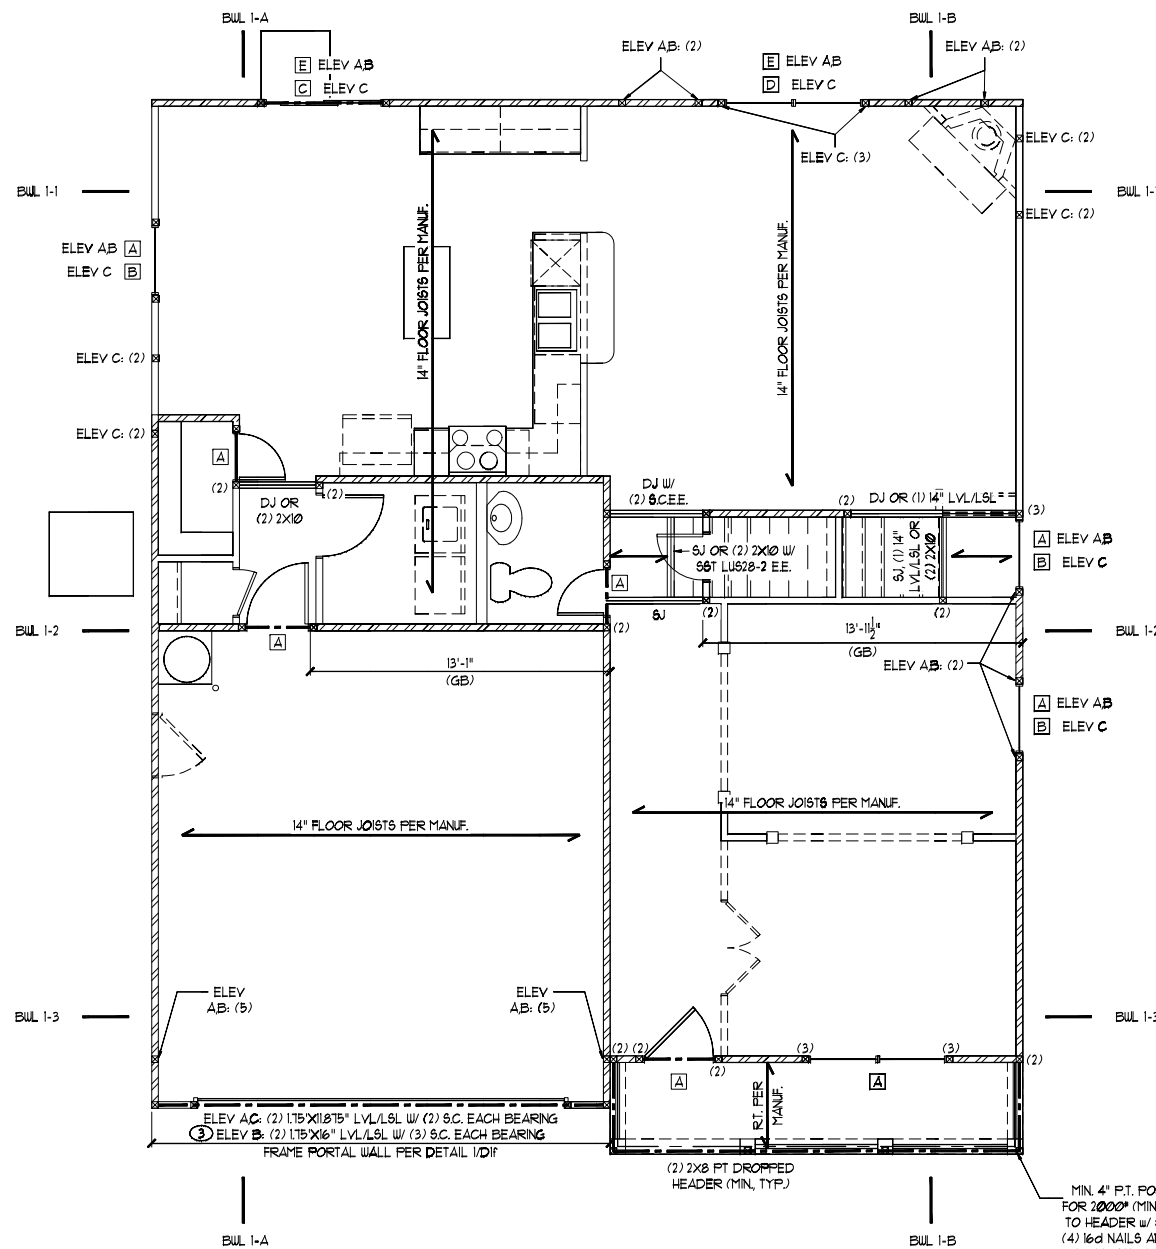 BWL 1-A
BWL 1-B
E ELEV A,B
C ELEV C
ELEV A,B: (2)
E ELEV A,B
D ELEV C
ELEV A,B: (2)
ELEV C: (3)
ELEV C: (2)
BWL 1-1
BWL 1-
ELEV C: (2)
14" FLOOR JOISTS PER MANUF.
14" FLOOR JOISTS PER MANUF.
ELEV A,B A
ELEV C B
ELEV C: (2)
ELEV C: (2)
A
(2)
(2)
DJ OR
(2) 2X10
DJ W/
(2) S.C.E.E.
(2)
DJ OR (1) 14" LVL/LSL
(3)
SJ OR (2) 2X10 W/
SST LUS28-2 E.E.
SJ, (1) 14"
LVL/LSL OR
(2) 2X10
A ELEV A,B
B ELEV C
A
SJ
(2)
(2)
BWL 1-2
A
BWL 1-2
13'-1"
(GB)
13'-11 1/2"
(GB)
ELEV A,B: (2)
A ELEV A,B
B ELEV C
14" FLOOR JOISTS PER MANUF.
14" FLOOR JOISTS PER MANUF.
ELEV
A,B: (5)
ELEV
A,B: (5)
BWL 1-3
BWL 1-3
(2) (2)
(2)
(3)
(3)
(2)
A
A
R.T. PER
MANUF.
ELEV A,C: (2) 1.75"X11.875" LVL/LSL W/ (2) S.C. EACH BEARING
3 ELEV B: (2) 1.75"X16" LVL/LSL W/ (3) S.C. EACH BEARING
FRAME PORTAL WALL PER DETAIL 1/D1f
(2) 2X8 PT DROPPED
HEADER (MIN., TYP.)
MIN. 4" P.T. PO
FOR 2000# (MIN
TO HEADER w/
(4) 16d NAILS A
BWL 1-A
BWL 1-B